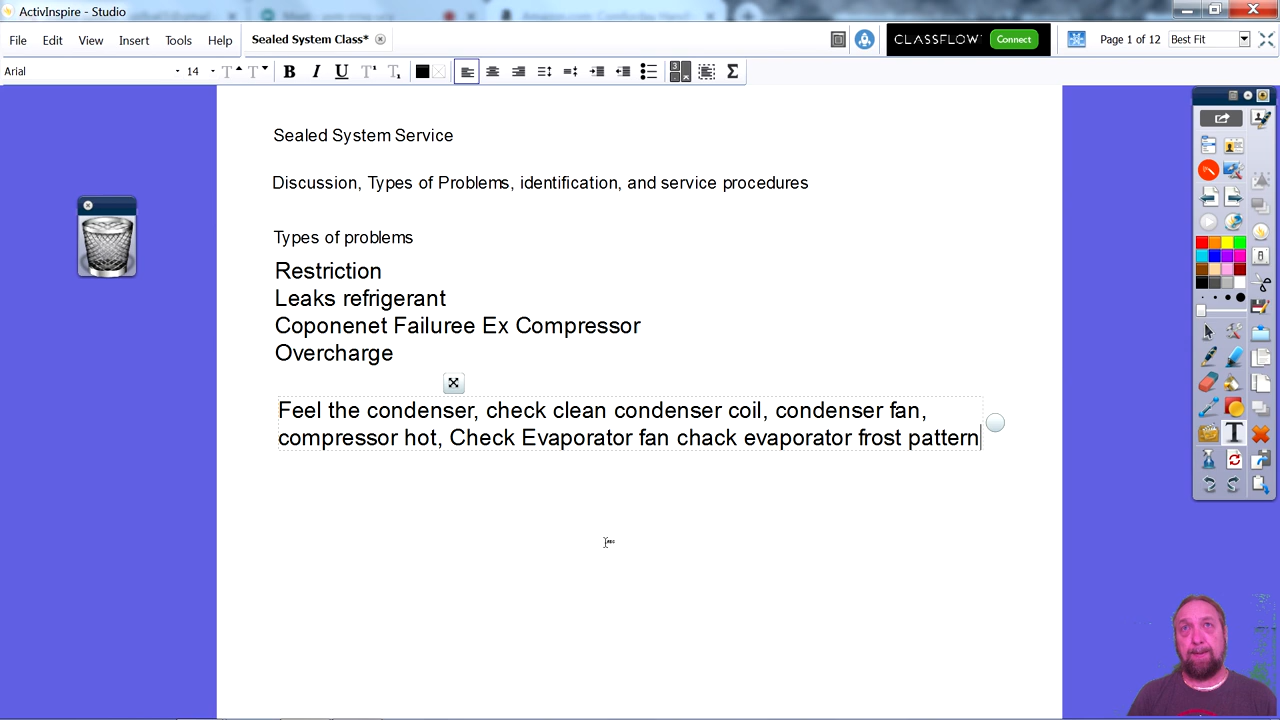 ActivInspire - Studio
File Edit View Insert Tools Help Sealed System Class* CLASSFLOW Connect Page 1 of 12 Best Fit
Arial 14 B I U T T Σ
Sealed System Service
Discussion, Types of Problems, identification, and service procedures
Types of problems
Restriction
Leaks refrigerant
Coponenet Failuree Ex Compressor
Overcharge
Feel the condenser, check clean condenser coil, condenser fan,
compressor hot, Check Evaporator fan chack evaporator frost pattern